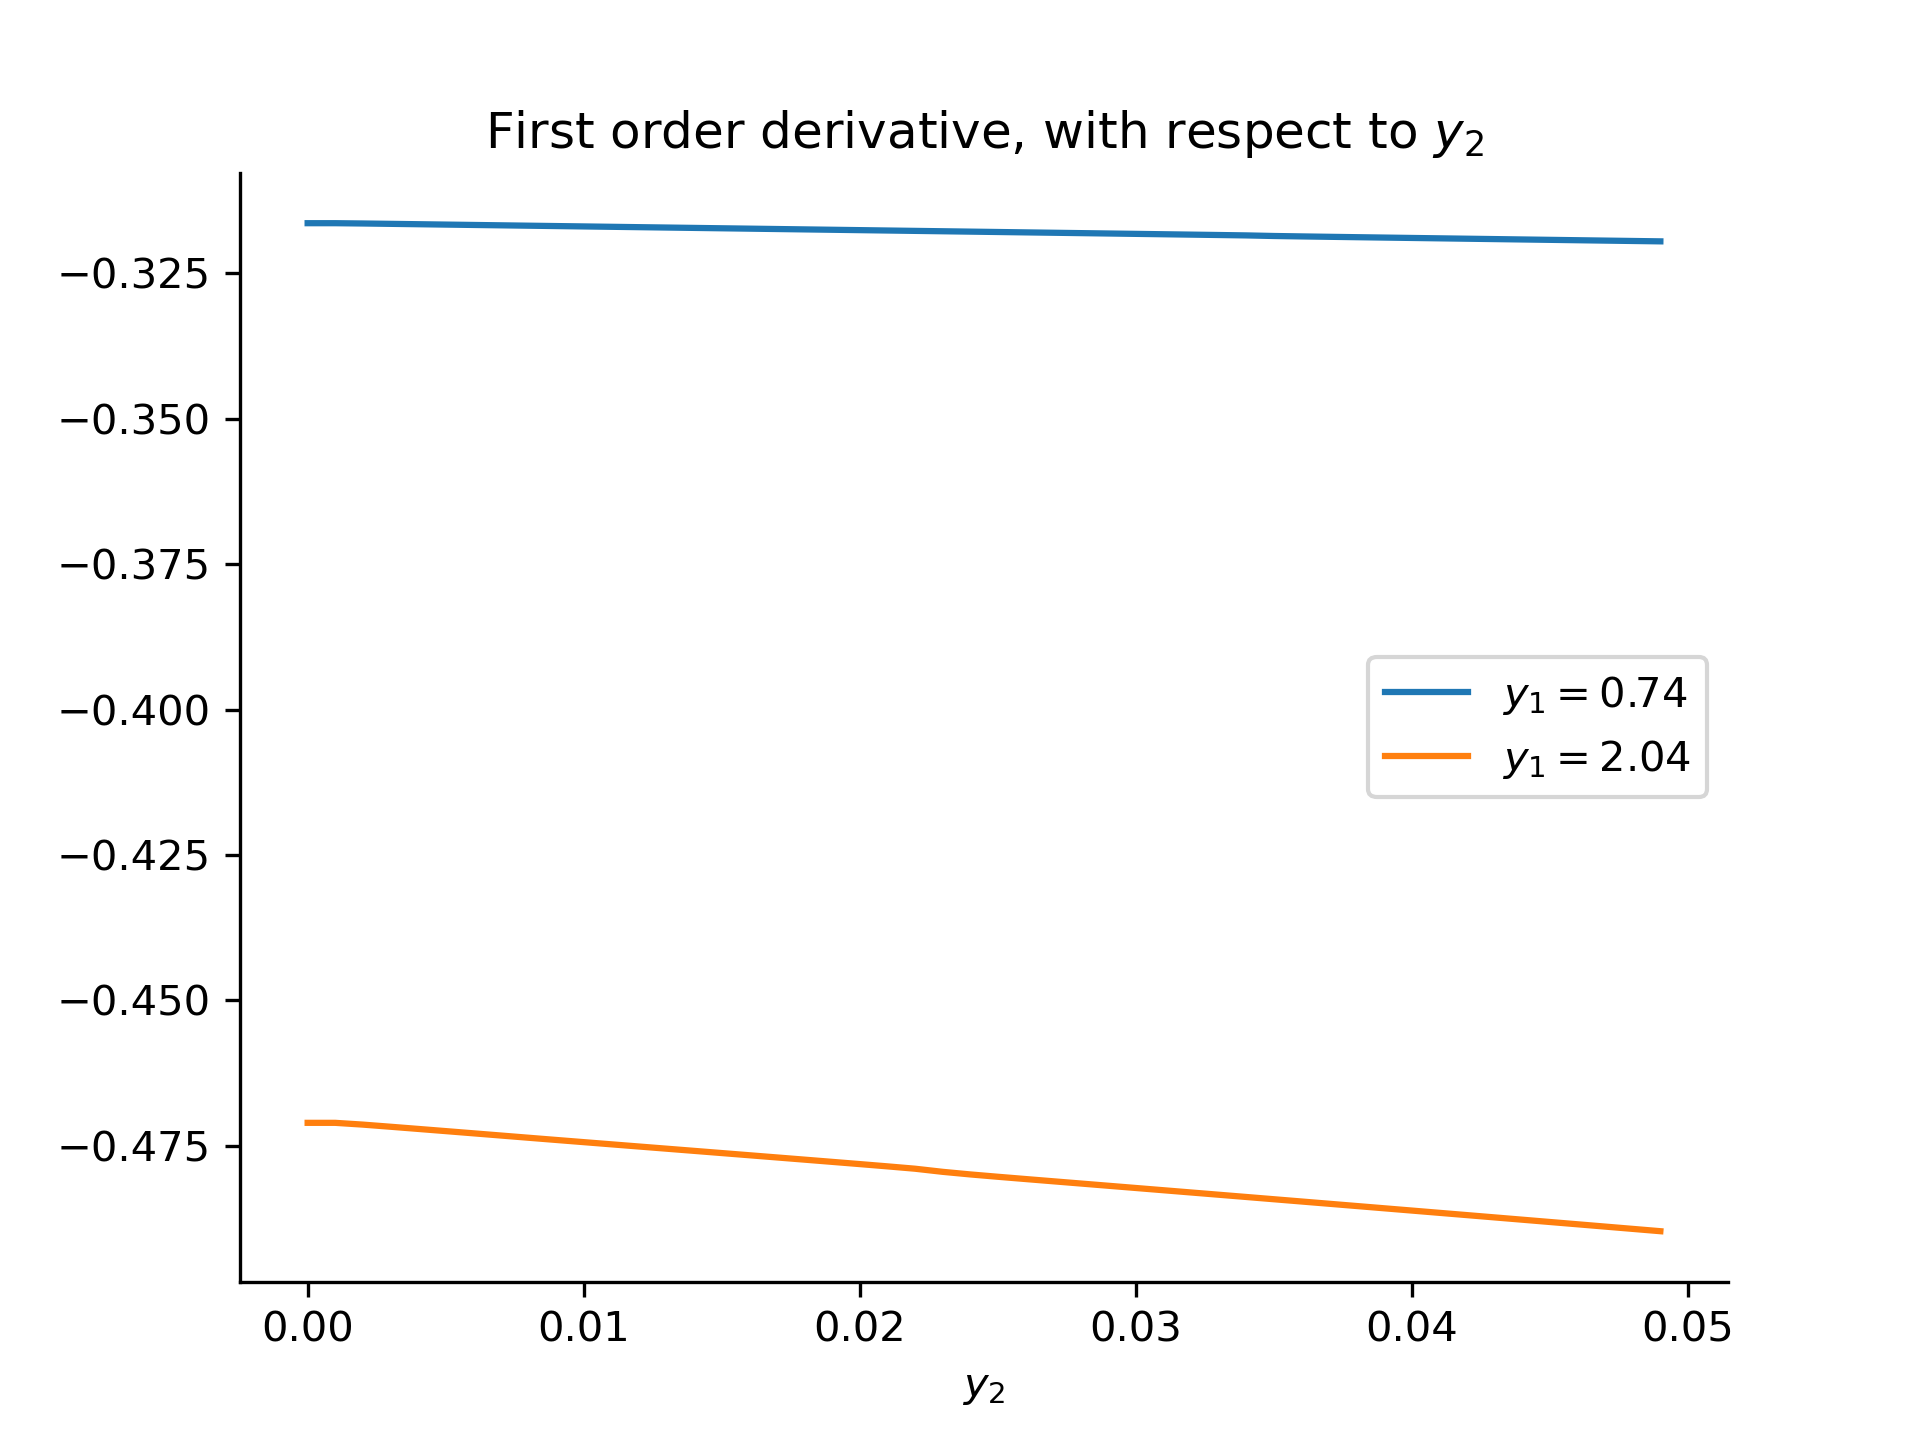 First order derivative, with respect to y₂
−0.325
−0.350
−0.375
−0.400
−0.425
−0.450
−0.475
y₁ = 0.74
y₁ = 2.04
0.00 0.01 0.02 0.03 0.04 0.05
y₂